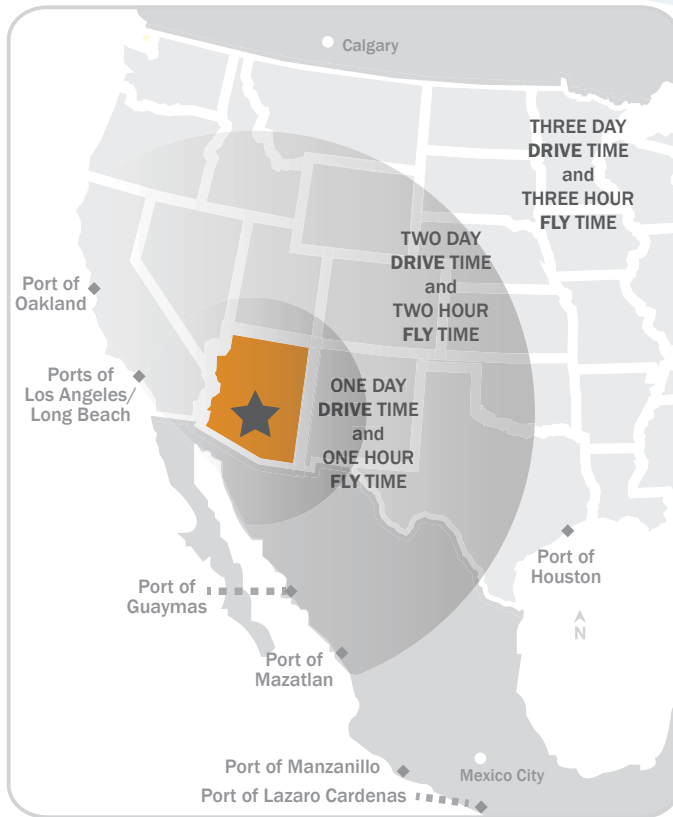 Calgary
THREE DAY
DRIVE TIME
and
THREE HOUR
FLY TIME
TWO DAY
DRIVE TIME
and
TWO HOUR
FLY TIME
Port of
Oakland
Ports of
Los Angeles/
Long Beach
ONE DAY
DRIVE TIME
and
ONE HOUR
FLY TIME
Port of
Houston
N
Port of
Guaymas
Port of
Mazatlan
Port of Manzanillo
Mexico City
Port of Lazaro Cardenas